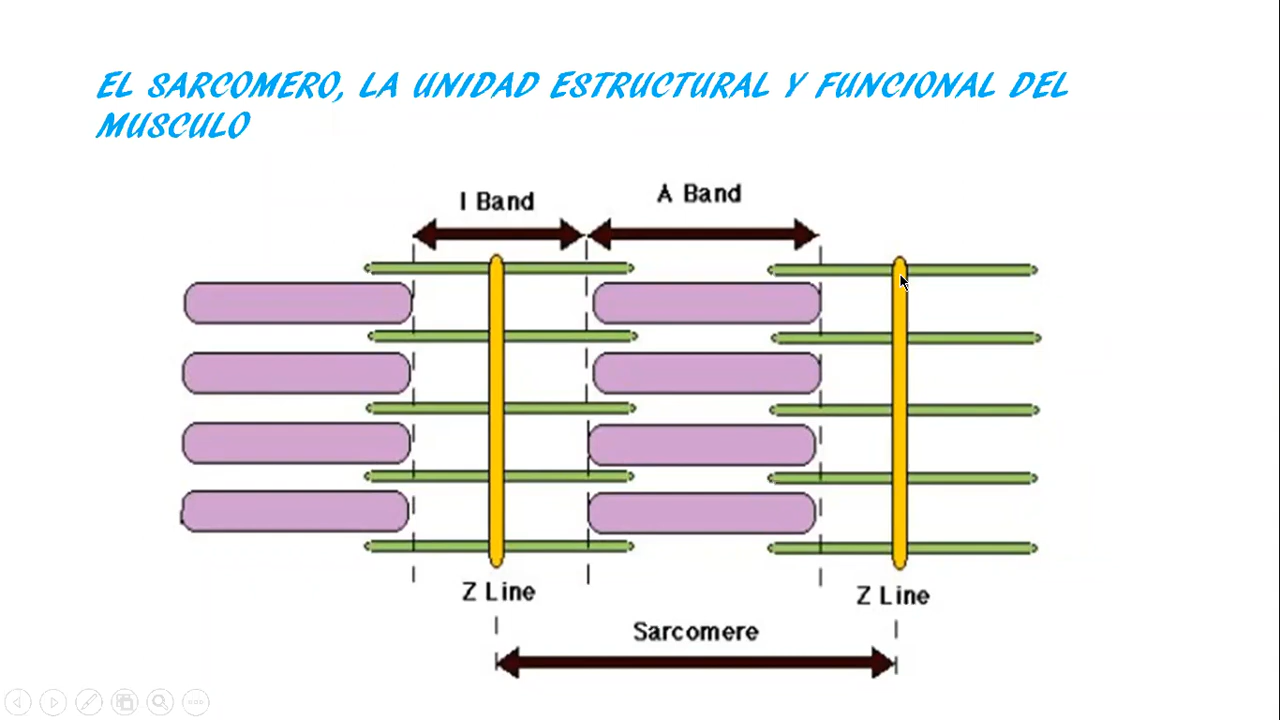 EL SARCOMERO, LA UNIDAD ESTRUCTURAL Y FUNCIONAL DEL
MUSCULO
I Band
A Band
Z Line
Z Line
Sarcomere